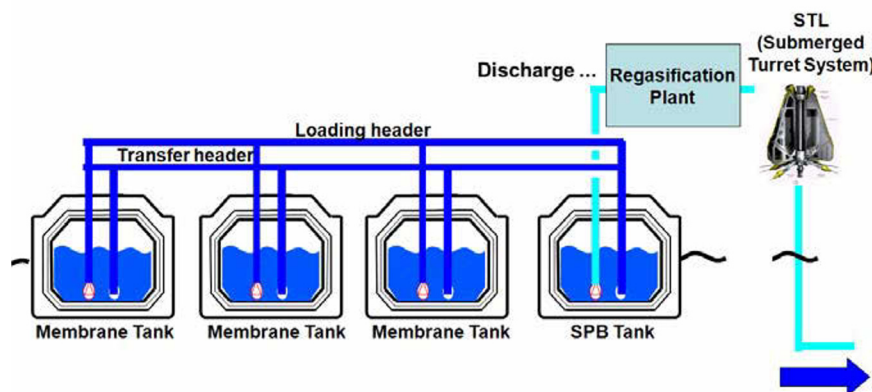 STL
(Submerged
Turret System)
Discharge ...
Regasification
Plant
Loading header
Transfer header
Membrane Tank
Membrane Tank
Membrane Tank
SPB Tank